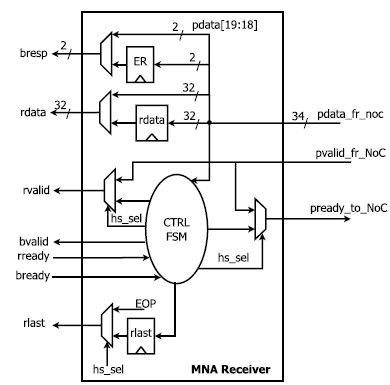 2
pdata[19:18]
bresp
2
ER
2
32
rdata
32
rdata
32
34
pdata_fr_noc
pvalid_fr_NoC
rvalid
hs_sel
CTRL
FSM
pready_to_NoC
bvalid
rready
bready
hs_sel
EOP
rlast
rlast
hs_sel
MNA Receiver